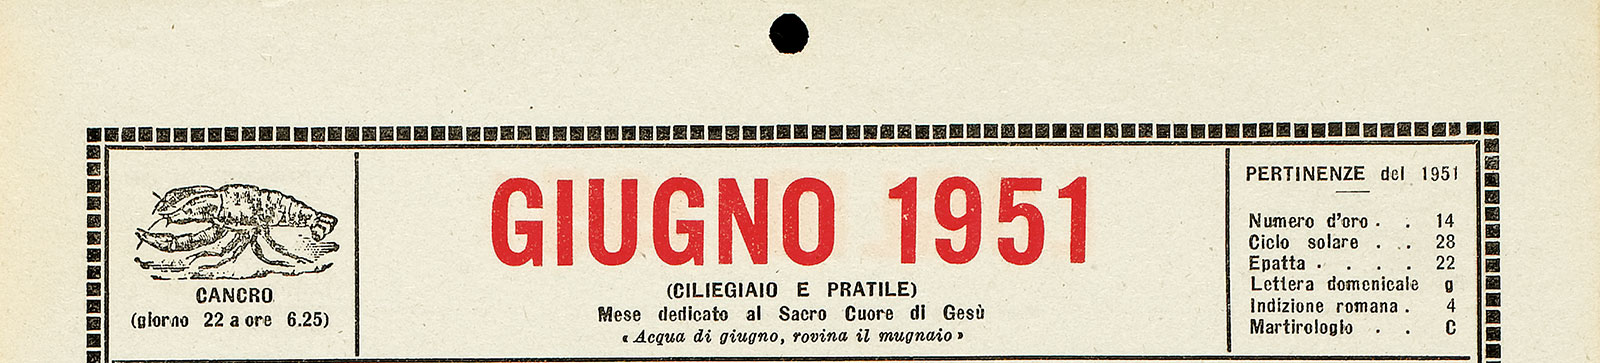 CANCRO
(giorno 22 a ore 6.25)
GIUGNO 1951
(CILIEGIAIO E PRATILE)
Mese dedicato al Sacro Cuore di Gesù
« Acqua di giugno, rovina il mugnaio »
PERTINENZE del 1951
Numero d'oro . . 14
Ciclo solare . . 28
Epatta . . . . 22
Lettera domenicale g
Indizione romana . 4
Martirologio . . C